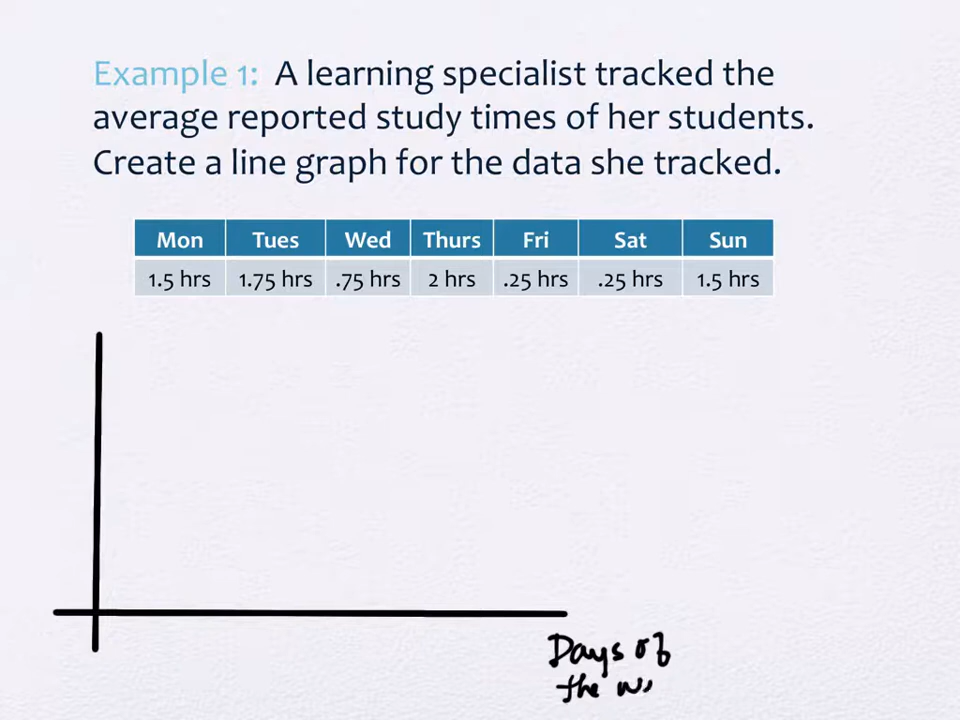 Example 1: A learning specialist tracked the
average reported study times of her students.
Create a line graph for the data she tracked.
Mon Tues Wed Thurs Fri Sat Sun
1.5 hrs 1.75 hrs .75 hrs 2 hrs .25 hrs .25 hrs 1.5 hrs
Days of
the